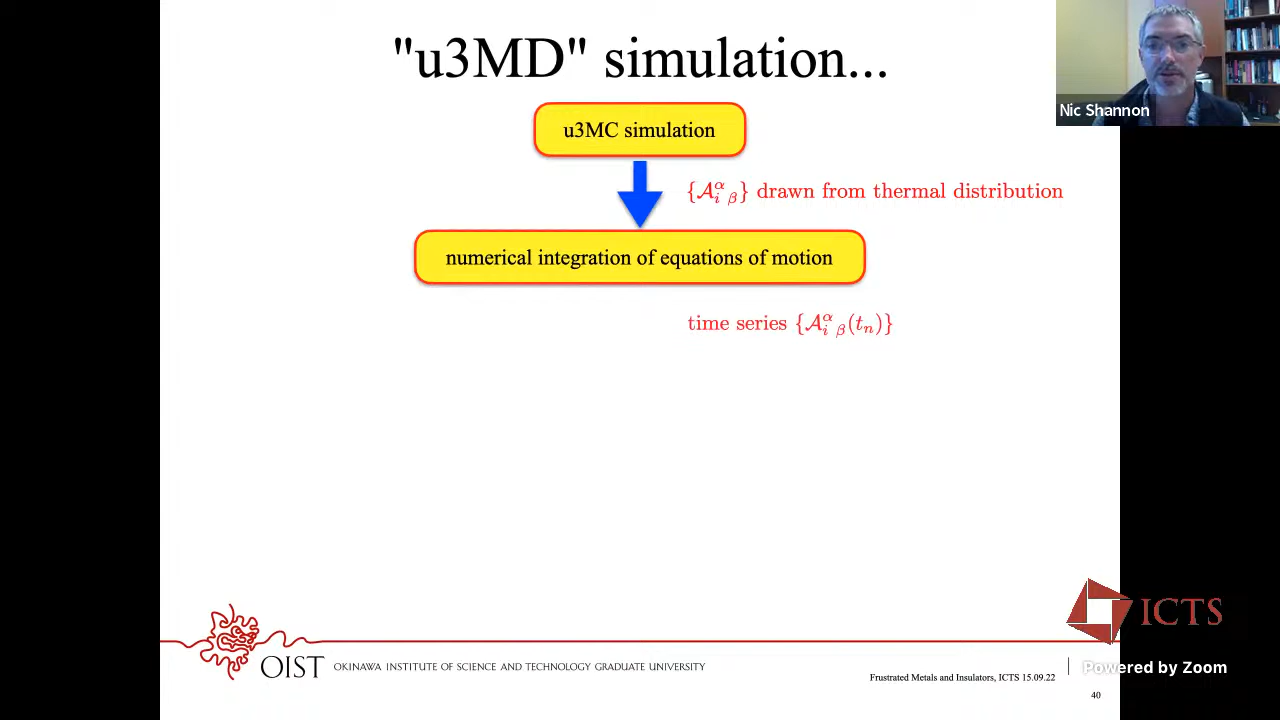 "u3MD" simulation...
Nic Shannon
u3MC simulation
{𝒜ᵢ^α_β} drawn from thermal distribution
numerical integration of equations of motion
time series {𝒜ᵢ^α_β(tₙ)}
ICTS
OIST OKINAWA INSTITUTE OF SCIENCE AND TECHNOLOGY GRADUATE UNIVERSITY
Powered by Zoom
Frustrated Metals and Insulators, ICTS 15.09.22
40